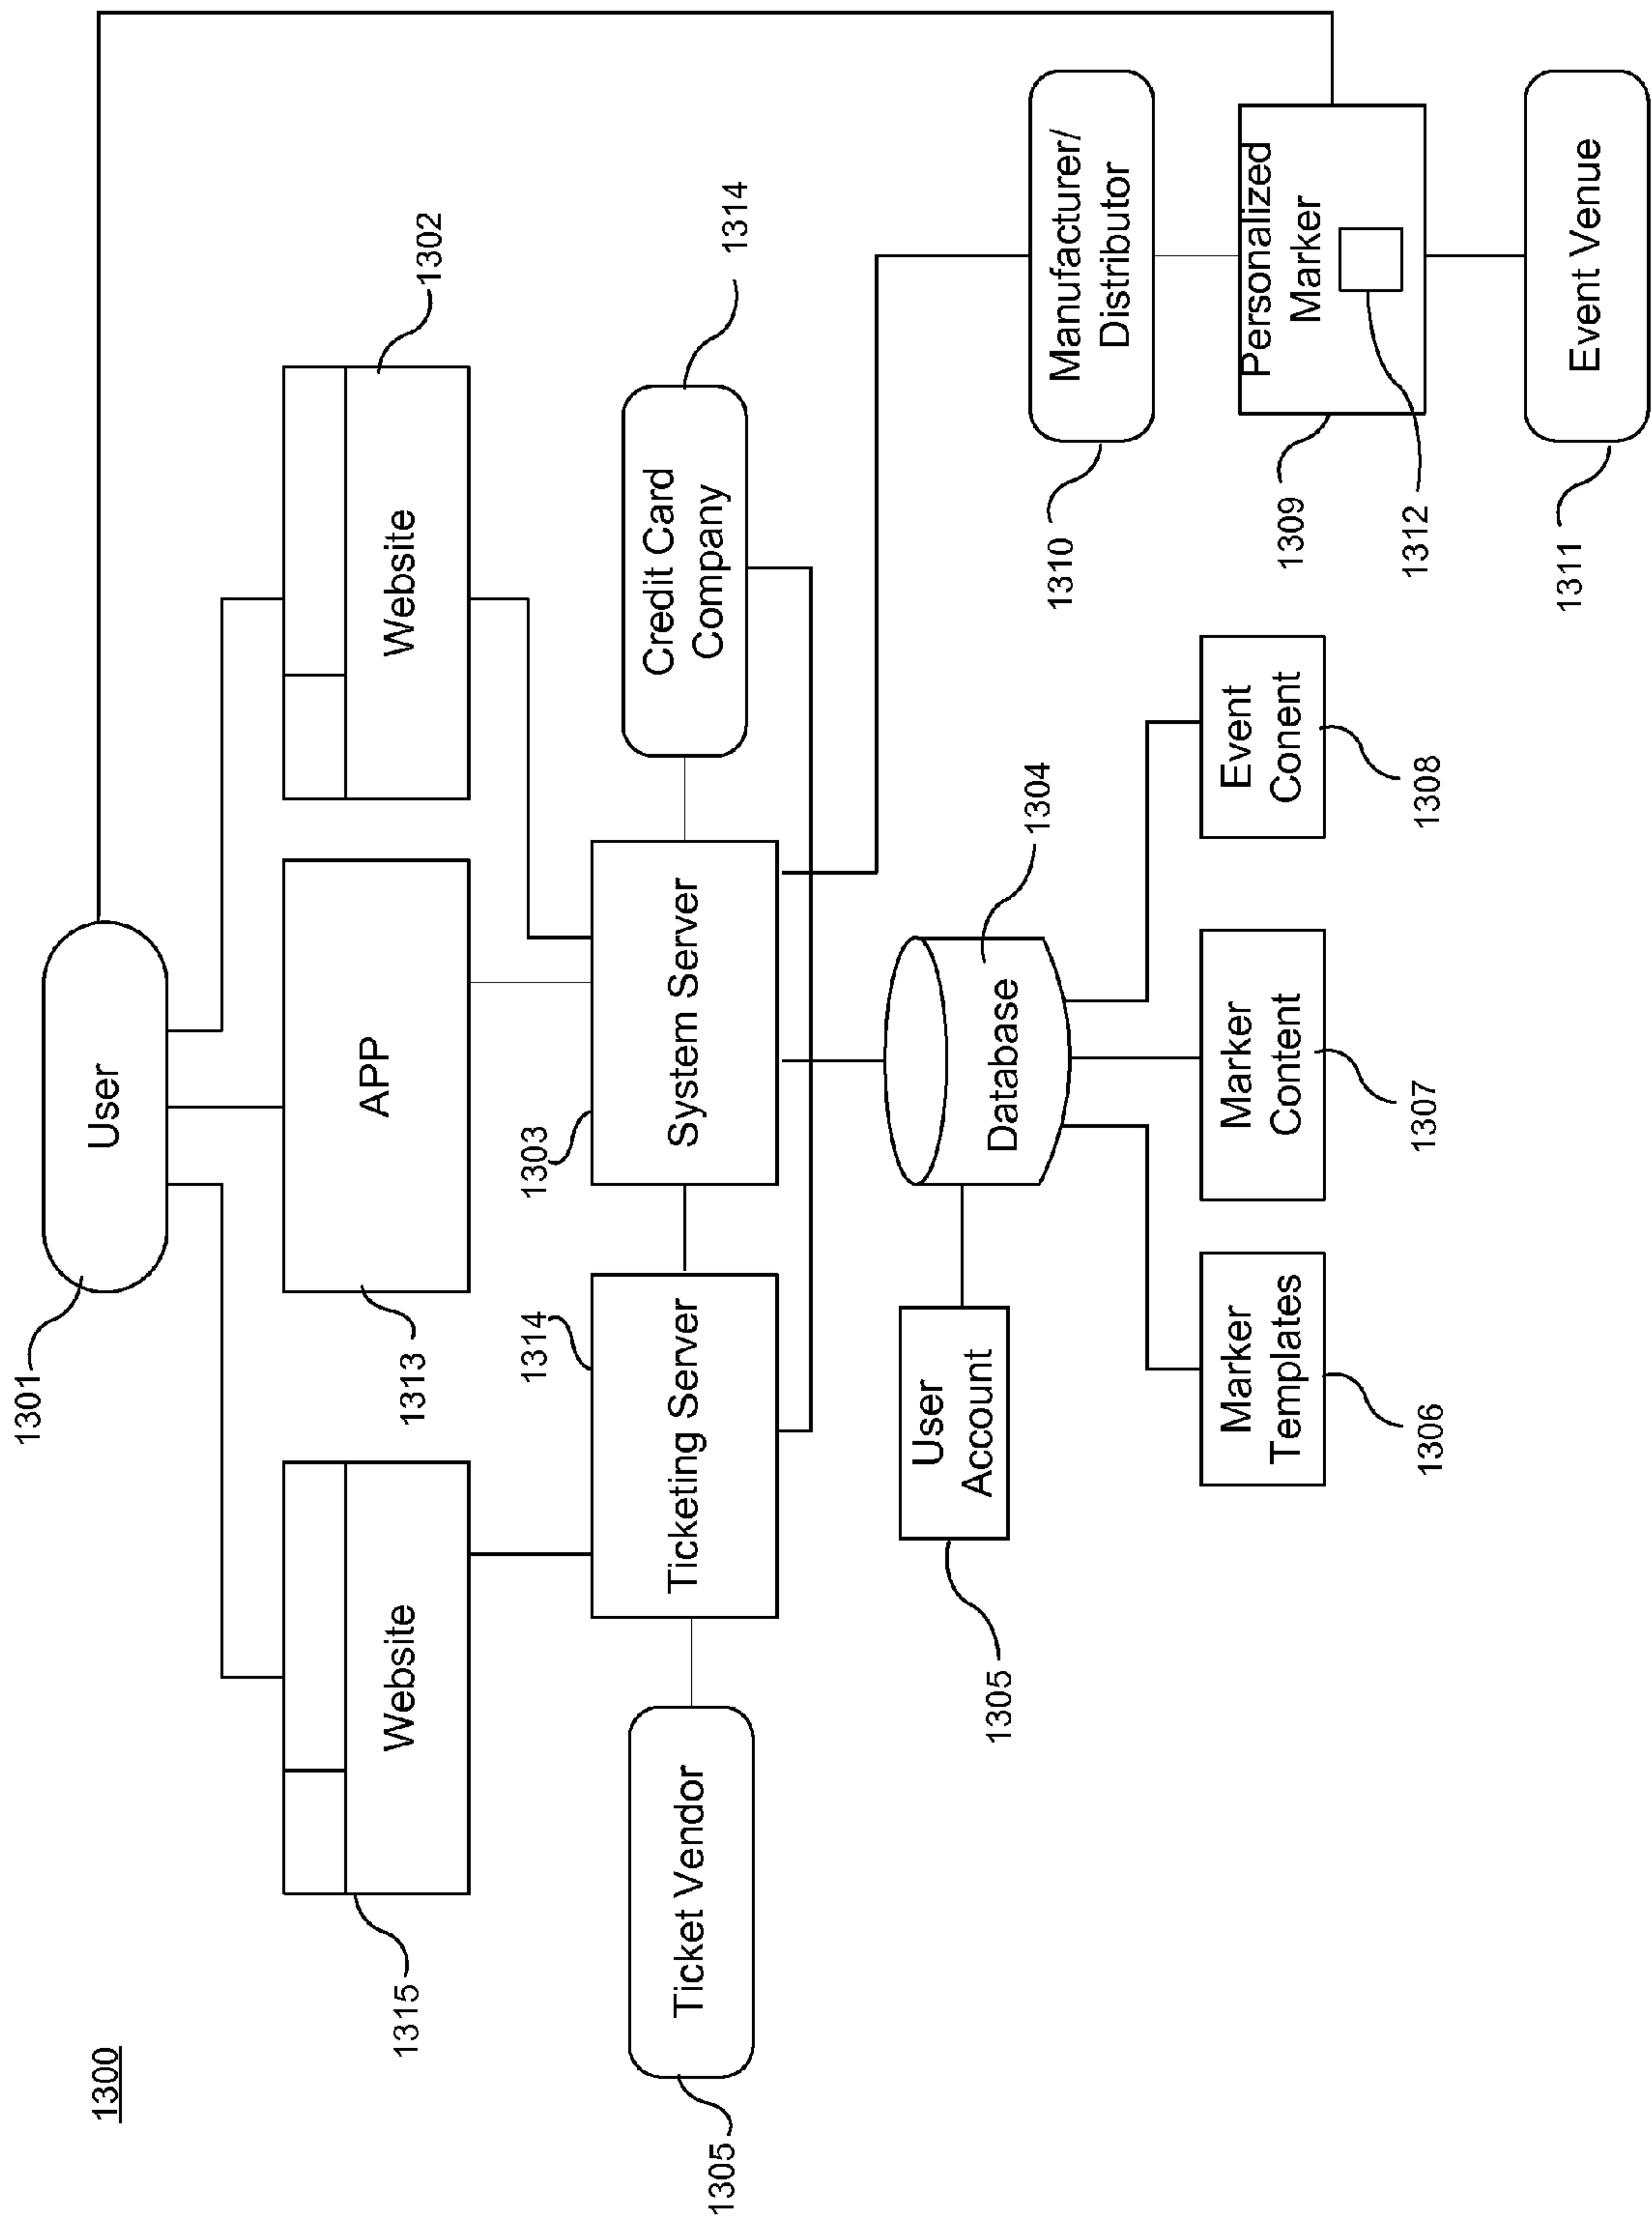 1300
1301
User
1315
Website
1313
APP
Website
1302
1305
Ticket Vendor
1314
Ticketing Server
1303
System Server
Credit Card
Company
1314
1305
User
Account
Database
1304
1306
Marker
Templates
1307
Marker
Content
1308
Event
Conent
1310
Manufacturer/
Distributor
1309
Personalized
Marker
1312
1311
Event Venue